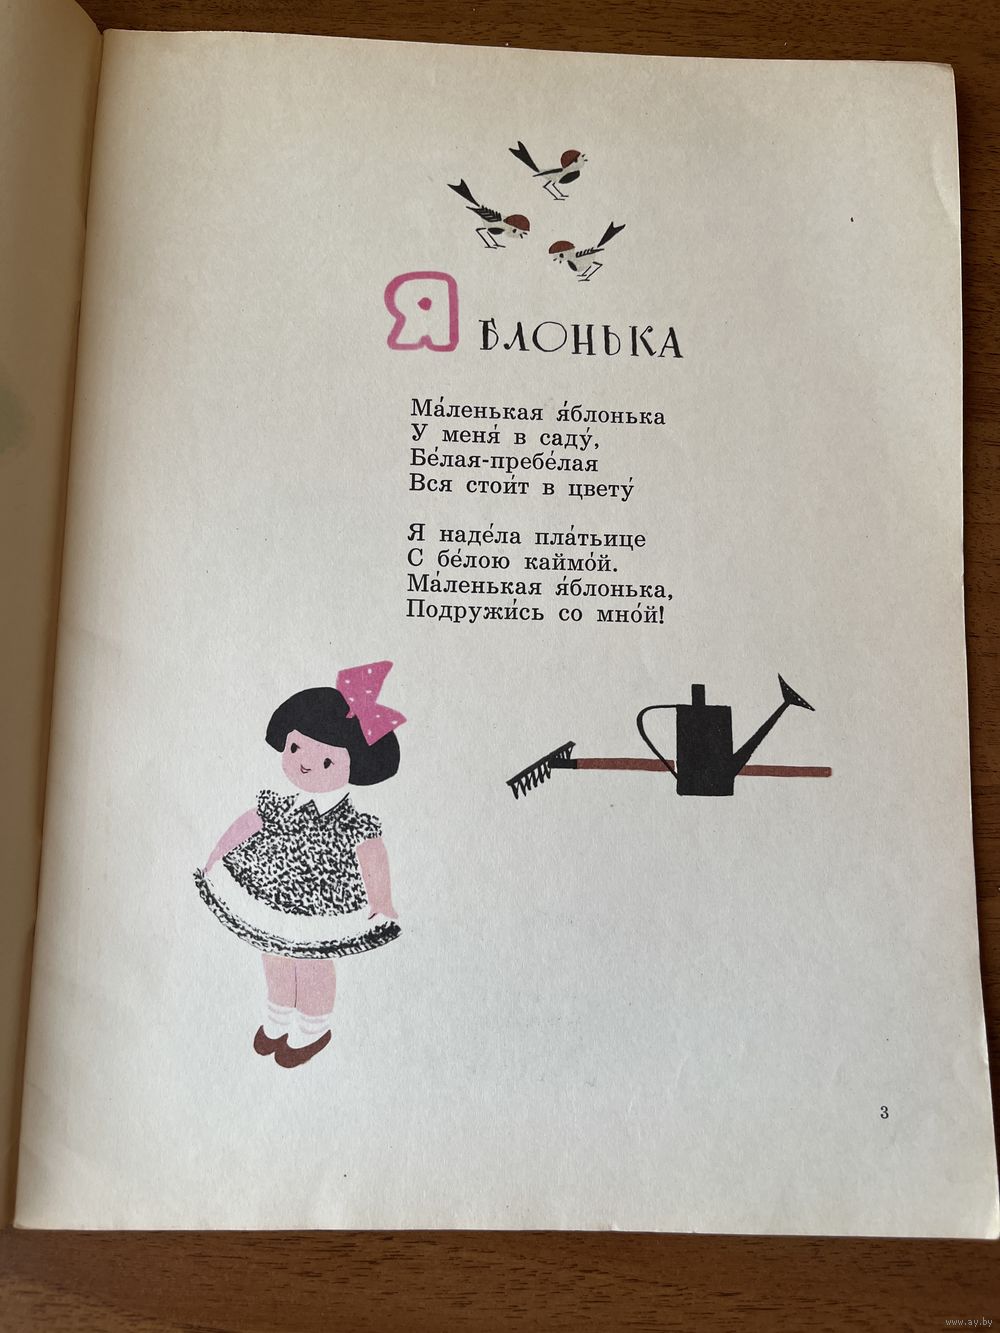 ЯБЛОНЬКА
Ма́ленькая я́блонька
У меня́ в саду́,
Бе́лая-пребе́лая
Вся стои́т в цвету́
Я наде́ла пла́тьице
С бе́лою каймо́й.
Ма́ленькая я́блонька,
Подружи́сь со мно́й!
3
www.ay.by